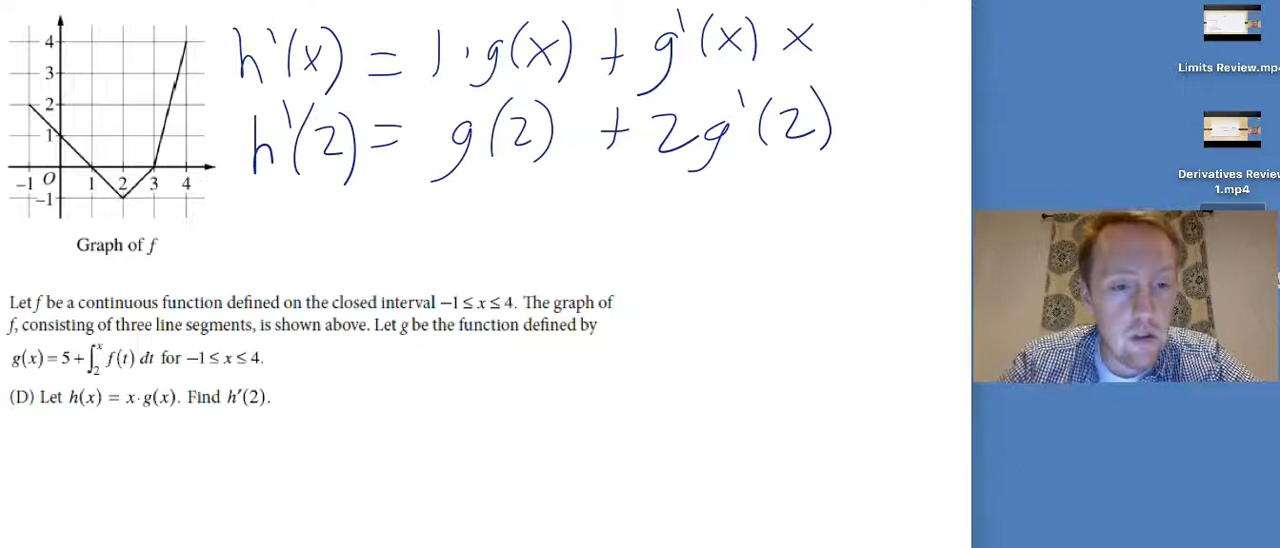 4
3
2
1
-1 O 1 2 3 4
-1
Graph of f
h'(x) = 1·g(x) + g'(x) x
h'(2) = g(2) + 2g'(2)
Let f be a continuous function defined on the closed interval −1 ≤ x ≤ 4. The graph of
f, consisting of three line segments, is shown above. Let g be the function defined by
g(x) = 5 + ∫₂ˣ f(t) dt for −1 ≤ x ≤ 4.
(D) Let h(x) = x·g(x). Find h′(2).
Limits Review.mp4
Derivatives Review
1.mp4